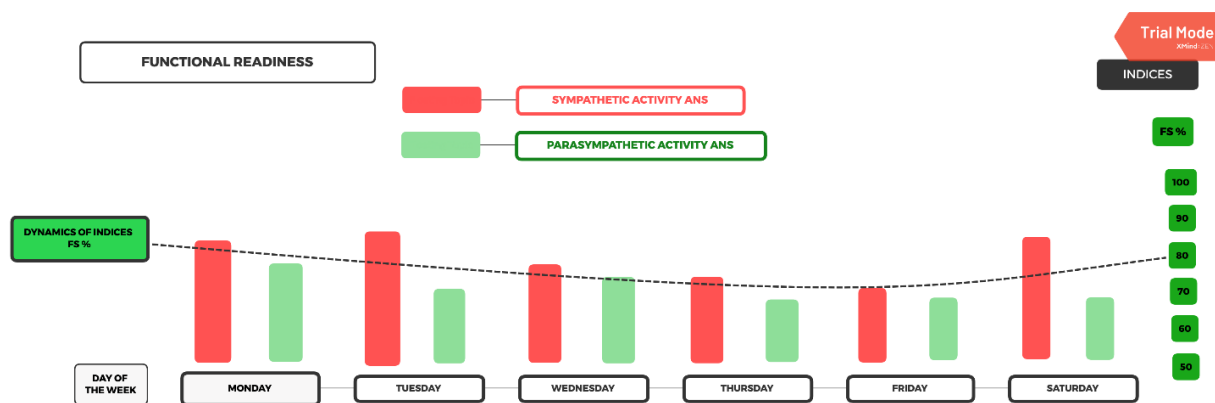 Trial Mode
XMind:ZEN
FUNCTIONAL READINESS
INDICES
SYMPATHETIC ACTIVITY ANS
FS %
PARASYMPATHETIC ACTIVITY ANS
100
90
DYNAMICS OF INDICES
FS %
80
70
60
50
DAY OF
THE WEEK
MONDAY
TUESDAY
WEDNESDAY
THURSDAY
FRIDAY
SATURDAY